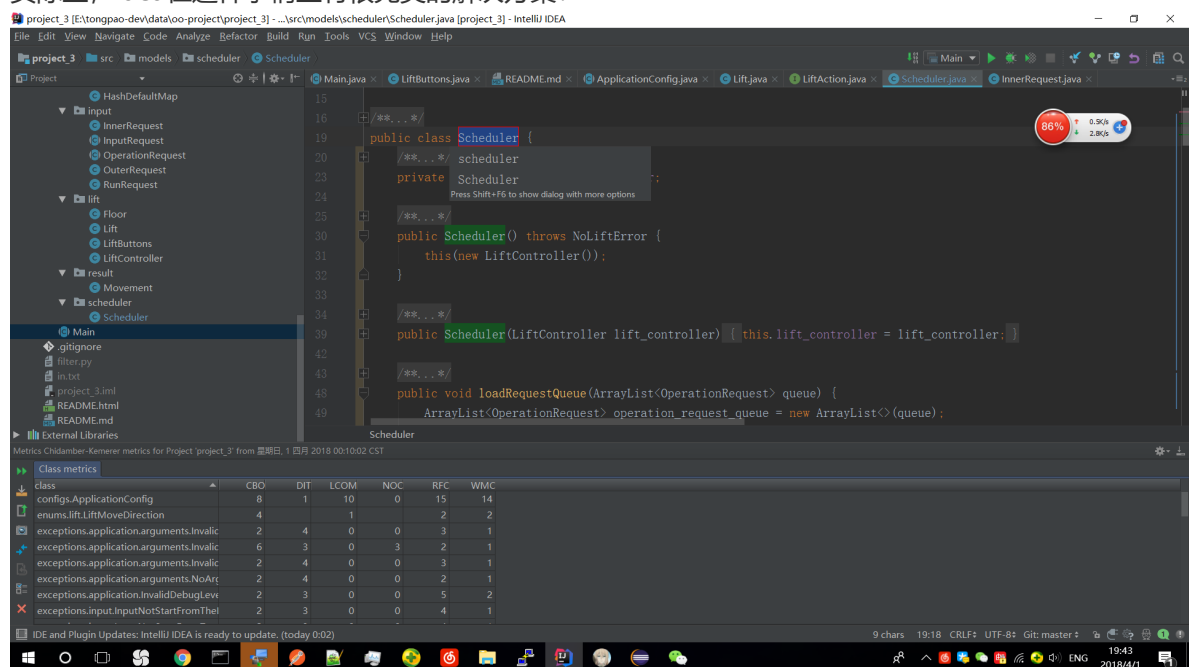 project_3 [E:\tongpao-dev\data\oo-project\project_3] - ...\src\models\scheduler\Scheduler.java [project_3] - IntelliJ IDEA
File Edit View Navigate Code Analyze Refactor Build Run Tools VCS Window Help
project_3 src models scheduler Scheduler Main
Project Main.java LiftButtons.java README.md ApplicationConfig.java Lift.java LiftAction.java Scheduler.java InnerRequest.java
HashDefaultMap
input
InnerRequest
InputRequest
OperationRequest
OuterRequest
RunRequest
lift
Floor
Lift
LiftButtons
LiftController
result
Movement
scheduler
Scheduler
Main
.gitignore
filter.py
in.txt
project_3.iml
README.html
README.md
External Libraries
15
16 /**...*/
19 public class Scheduler {
20 /**...*/ scheduler
23 private Scheduler r;
Press Shift+F6 to show dialog with more options
24
25 /**...*/
30 public Scheduler() throws NoLiftError {
31 this(new LiftController());
32 }
33
34 /**...*/
39 public Scheduler(LiftController lift_controller) { this.lift_controller = lift_controller; }
42
43 /**...*/
48 public void loadRequestQueue(ArrayList<OperationRequest> queue) {
49 ArrayList<OperationRequest> operation_request_queue = new ArrayList<>(queue);
Scheduler
86% 0.5K/s
2.8K/s
Metrics Chidamber-Kemerer metrics for Project 'project_3' from 星期日, 1 四月 2018 00:10:02 CST
Class metrics
class CBO DIT LCOM NOC RFC WMC
configs.ApplicationConfig 8 1 10 0 15 14
enums.lift.LiftMoveDirection 4 1 2 2
exceptions.application.arguments.Invalic 2 4 0 0 3 1
exceptions.application.arguments.Invalic 6 3 0 3 2 1
exceptions.application.arguments.Invalic 2 4 0 0 3 1
exceptions.application.arguments.NoArg 2 4 0 0 2 1
exceptions.application.InvalidDebugLeve 2 3 0 0 5 2
exceptions.input.InputNotStartFromTheI 2 3 0 0 4 1
IDE and Plugin Updates: IntelliJ IDEA is ready to update. (today 0:02) 9 chars 19:18 CRLF UTF-8 Git: master
ENG 19:43
2018/4/1